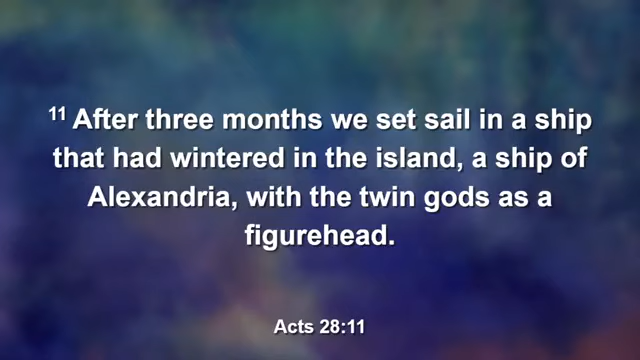 11 After three months we set sail in a ship
that had wintered in the island, a ship of
Alexandria, with the twin gods as a
figurehead.
Acts 28:11